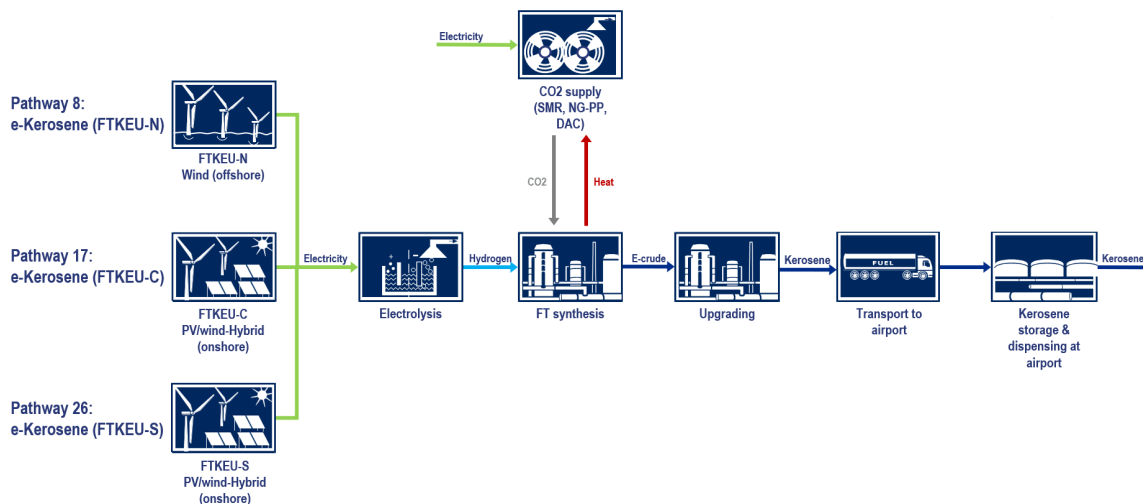 Electricity
CO2 supply
(SMR, NG-PP,
DAC)
Pathway 8:
e-Kerosene (FTKEU-N)
FTKEU-N
Wind (offshore)
CO2
Heat
Pathway 17:
e-Kerosene (FTKEU-C)
FTKEU-C
PV/wind-Hybrid
(onshore)
Electricity
Electrolysis
Hydrogen
FT synthesis
E-crude
Upgrading
Kerosene
FUEL
Transport to
airport
Kerosene
storage &
dispensing at
airport
Kerosene
Pathway 26:
e-Kerosene (FTKEU-S)
FTKEU-S
PV/wind-Hybrid
(onshore)